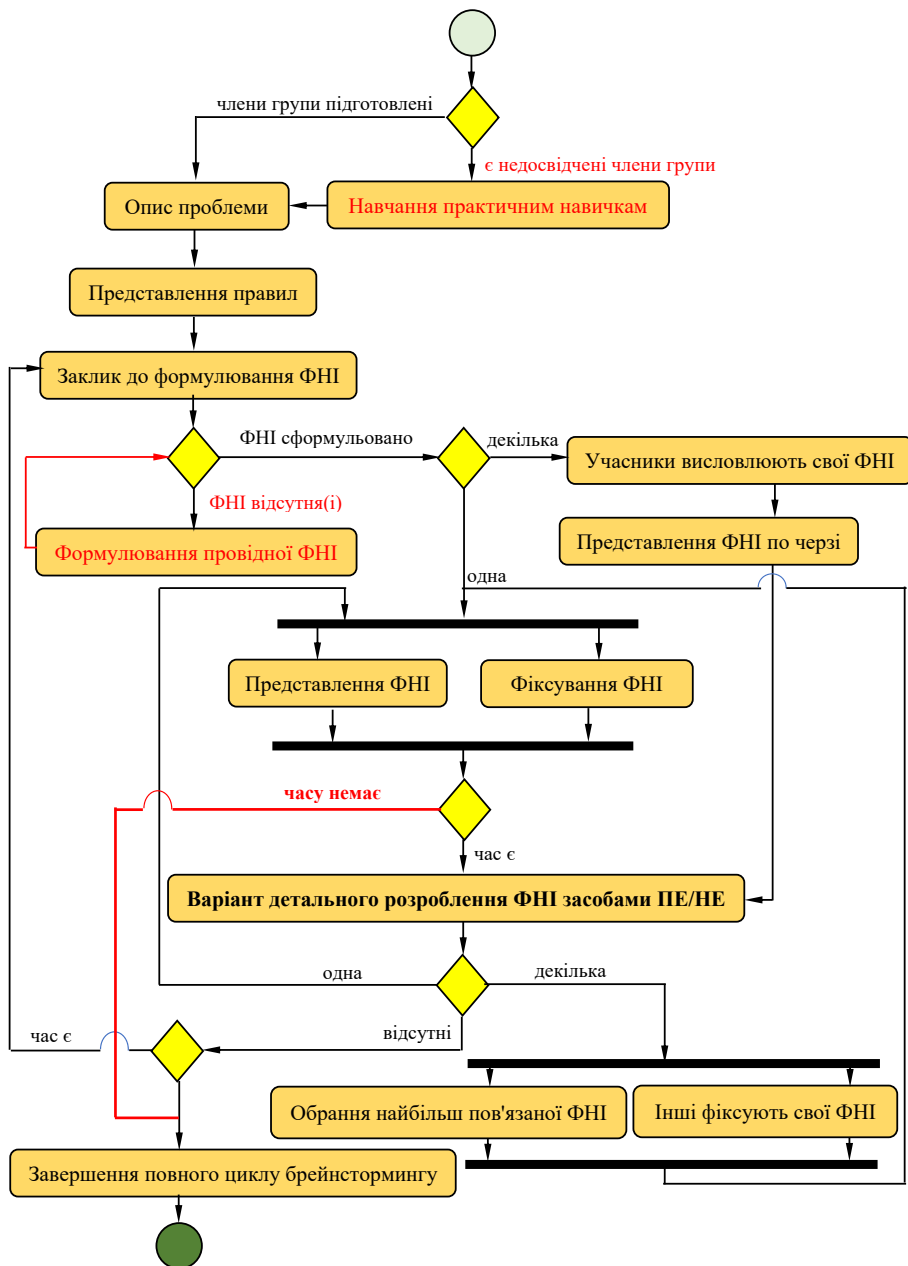 члени групи підготовлені
є недосвідчені члени групи
Опис проблеми
Навчання практичним навичкам
Представлення правил
Заклик до формулювання ФНІ
ФНІ сформульовано
декілька
Учасники висловлюють свої ФНІ
ФНІ відсутня(і)
Формулювання провідної ФНІ
Представлення ФНІ по черзі
одна
Представлення ФНІ
Фіксування ФНІ
часу немає
час є
Варіант детального розроблення ФНІ засобами ПЕ/НЕ
одна
декілька
час є
відсутні
Обрання найбільш пов'язаної ФНІ
Інші фіксують свої ФНІ
Завершення повного циклу брейнстормингу